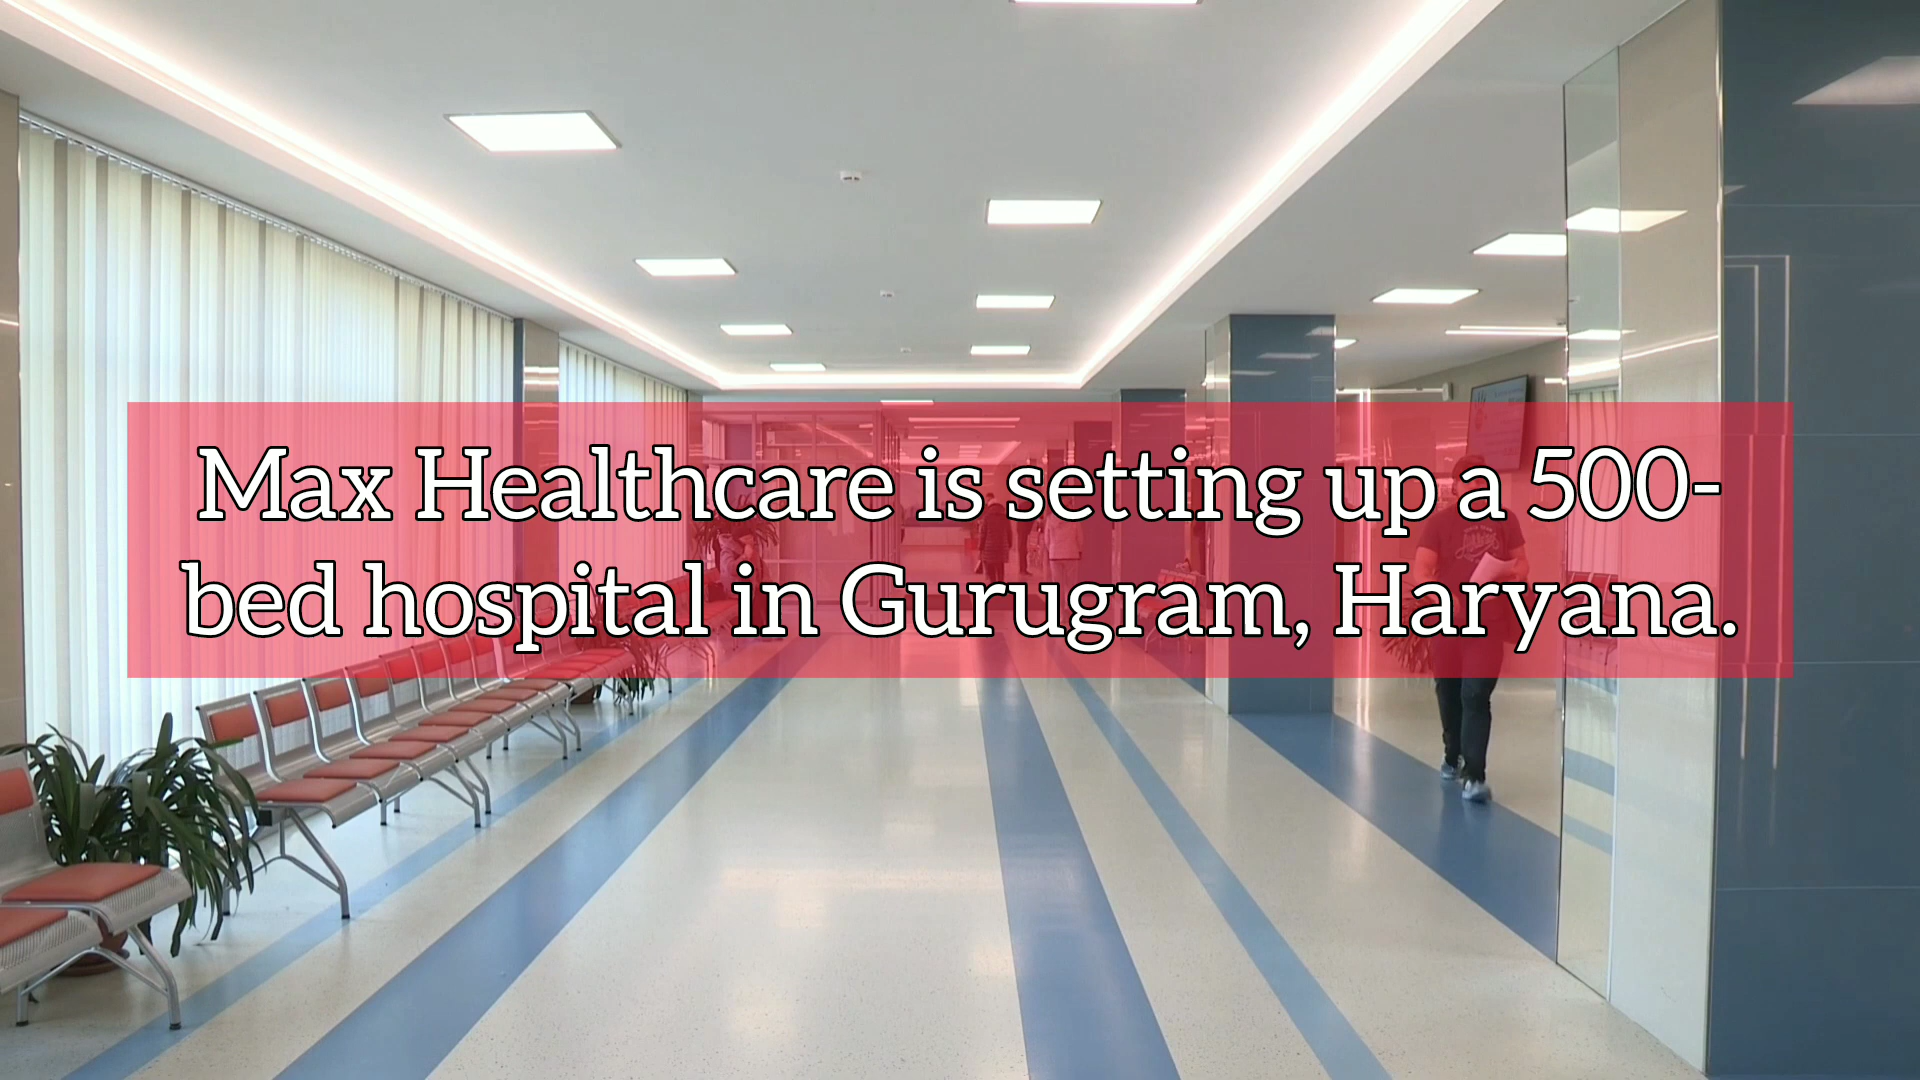 Max Healthcare is setting up a 500-
bed hospital in Gurugram, Haryana.